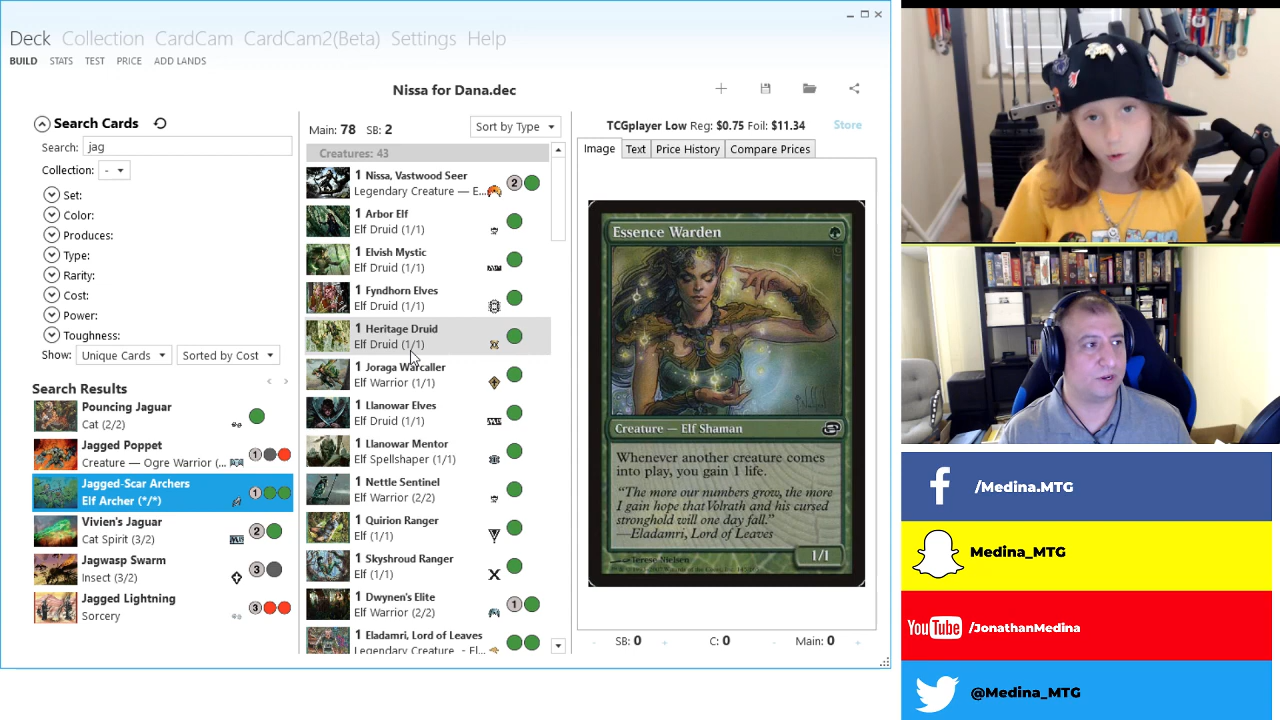 Deck Collection CardCam CardCam2(Beta) Settings Help
BUILD STATS TEST PRICE ADD LANDS
Nissa for Dana.dec
Search Cards
Search: jag
Collection: -
Set:
Color:
Produces:
Type:
Rarity:
Cost:
Power:
Toughness:
Show: Unique Cards Sorted by Cost
Search Results
Pouncing Jaguar
Cat (2/2)
Jagged Poppet
Creature — Ogre Warrior (...
1
Jagged-Scar Archers
Elf Archer (*/*)
1
Vivien's Jaguar
Cat Spirit (3/2)
2
Jagwasp Swarm
Insect (3/2)
3
Jagged Lightning
Sorcery
3
Main: 78 SB: 2
Sort by Type
Creatures: 43
1 Nissa, Vastwood Seer
Legendary Creature — E...
2
1 Arbor Elf
Elf Druid (1/1)
1 Elvish Mystic
Elf Druid (1/1)
1 Fyndhorn Elves
Elf Druid (1/1)
1 Heritage Druid
Elf Druid (1/1)
1 Joraga Warcaller
Elf Warrior (1/1)
1 Llanowar Elves
Elf Druid (1/1)
1 Llanowar Mentor
Elf Spellshaper (1/1)
1 Nettle Sentinel
Elf Warrior (2/2)
1 Quirion Ranger
Elf (1/1)
1 Skyshroud Ranger
Elf (1/1)
1 Dwynen's Elite
Elf Warrior (2/2)
1
1 Eladamri, Lord of Leaves
Legendary Creature - El...
TCGplayer Low Reg: $0.75 Foil: $11.34 Store
Image Text Price History Compare Prices
Essence Warden
Creature — Elf Shaman
Whenever another creature comes
into play, you gain 1 life.
"The more our numbers grow, the more
I gain hope that Volrath and his cursed
stronghold will one day fall."
—Eladamri, Lord of Leaves
Terese Nielsen
1/1
- SB: 0 + C: 0 - Main: 0 +
/Medina.MTG
Medina_MTG
YouTube /JonathanMedina
@Medina_MTG